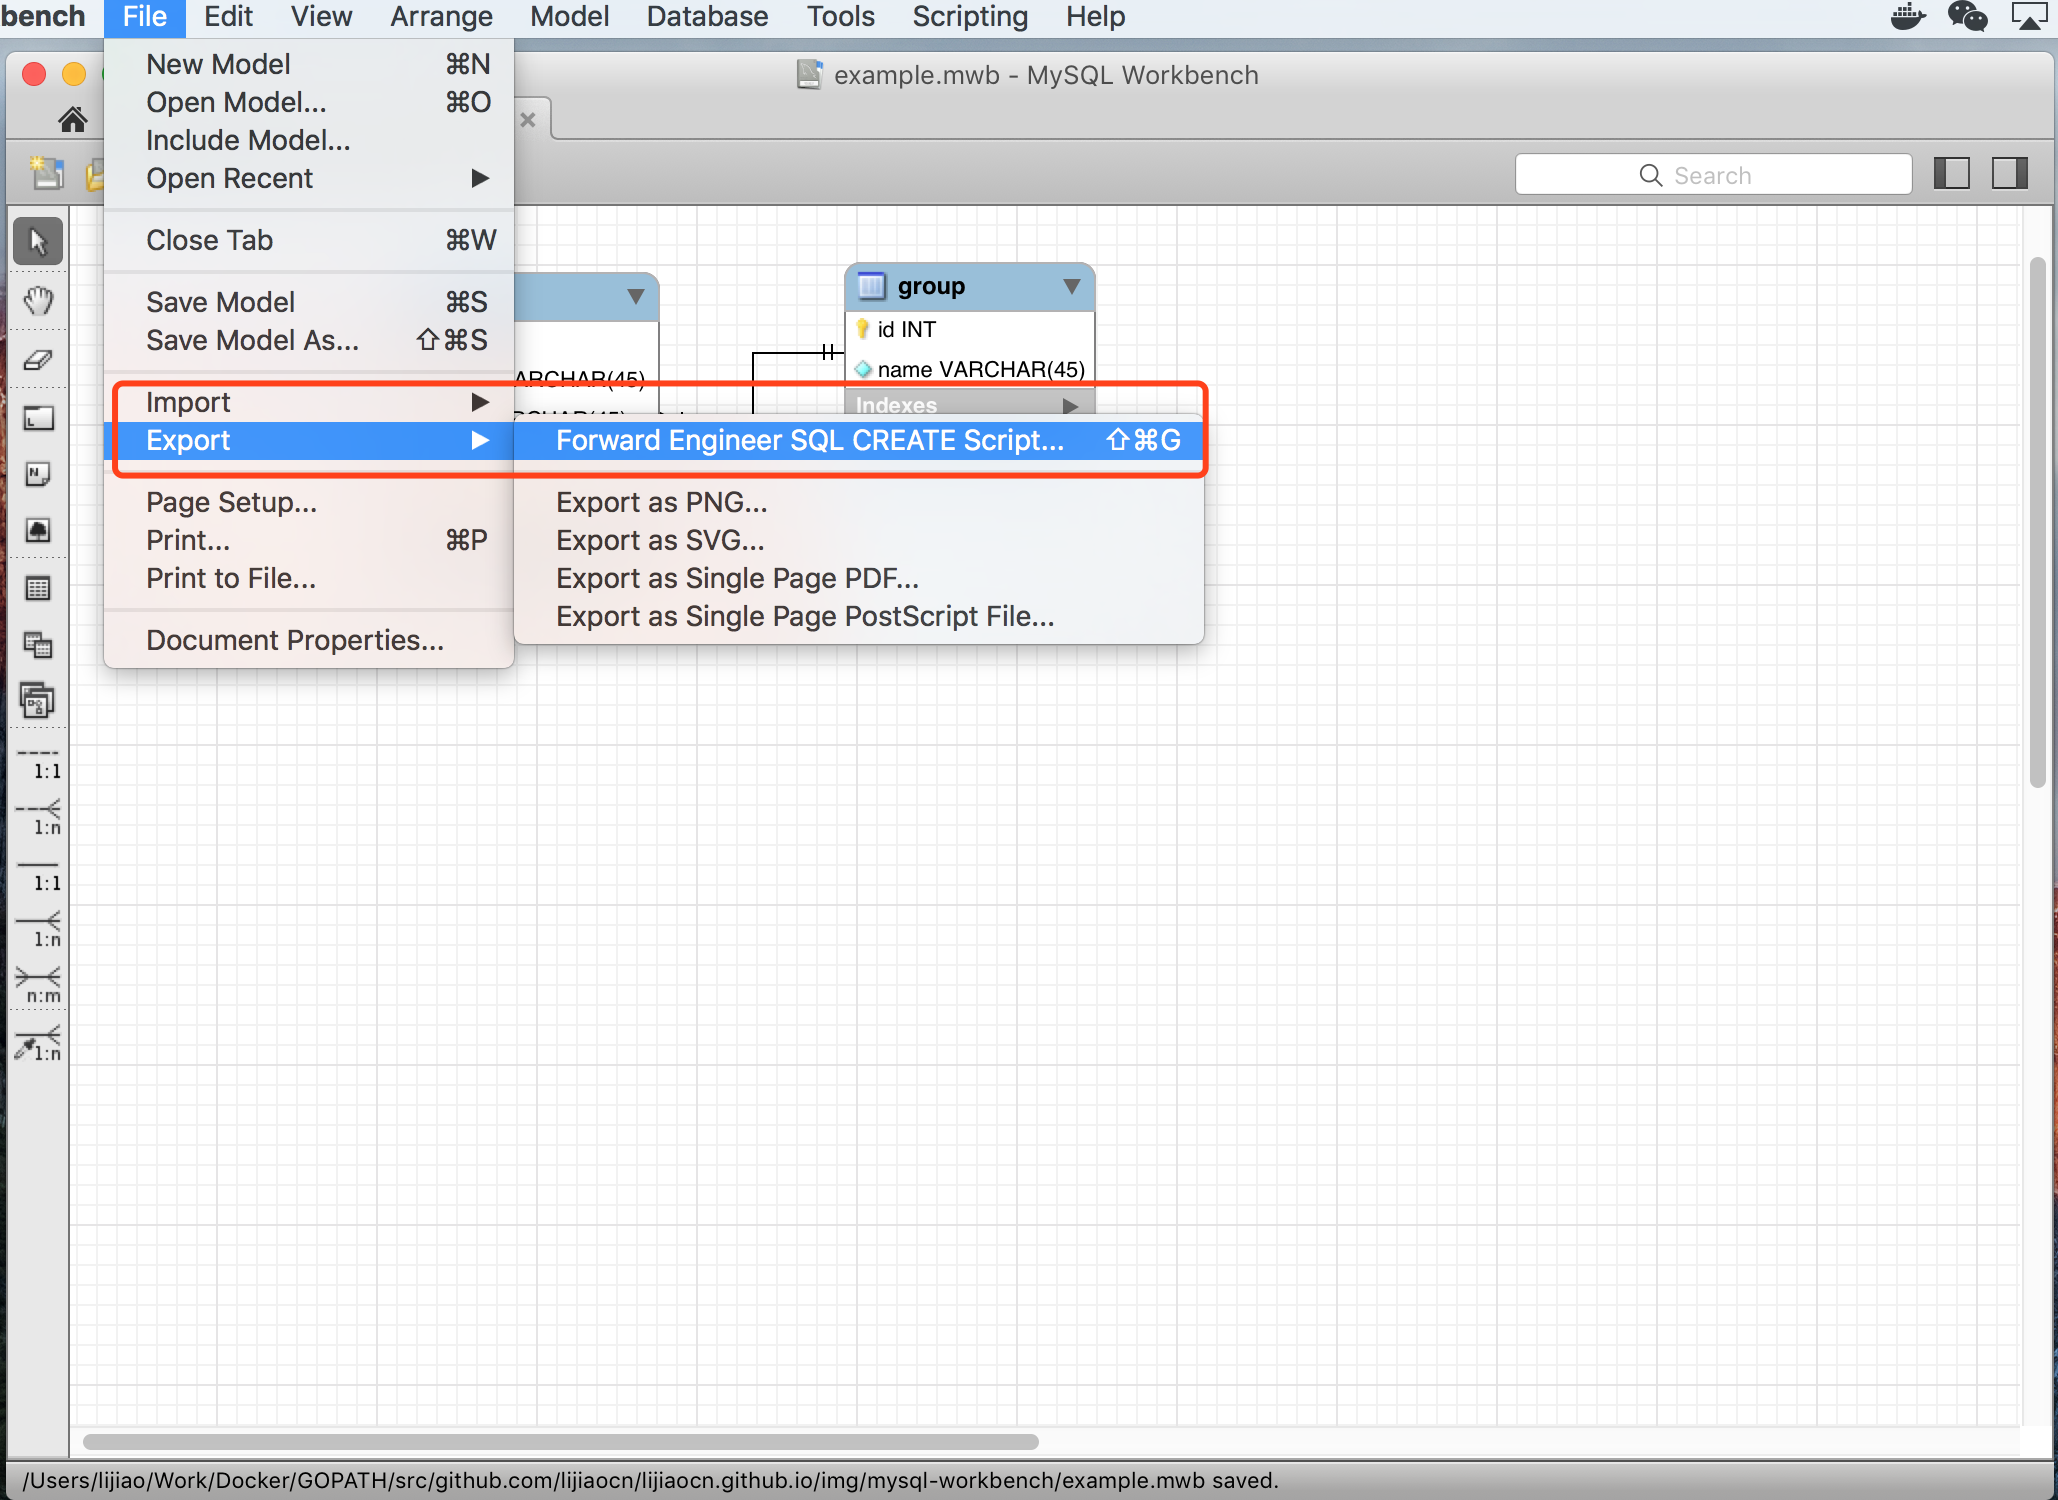 bench File Edit View Arrange Model Database Tools Scripting Help
example.mwb - MySQL Workbench
New Model ⌘N
Open Model... ⌘O
Include Model...
Open Recent ▶
Search
Close Tab ⌘W
Save Model ⌘S
Save Model As... ⇧⌘S
group
id INT
name VARCHAR(45)
Indexes
ARCHAR(45)
Import ▶
Export ▶
Forward Engineer SQL CREATE Script... ⇧⌘G
Page Setup...
Print... ⌘P
Print to File...
Document Properties...
Export as PNG...
Export as SVG...
Export as Single Page PDF...
Export as Single Page PostScript File...
1:1
1:n
1:1
1:n
n:m
1:n
/Users/lijiao/Work/Docker/GOPATH/src/github.com/lijiaocn/lijiaocn.github.io/img/mysql-workbench/example.mwb saved.